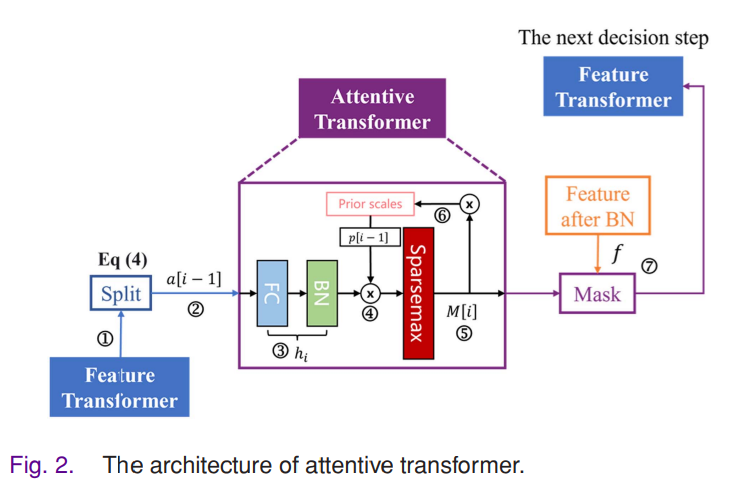 The next decision step
Feature
Transformer
Attentive
Transformer
Prior scales
x
⑥
Feature
after BN
p[i − 1]
Eq (4)
a[i − 1]
f
⑦
Split
②
FC
BN
x
④
Sparsemax
M[i]
⑤
Mask
①
③ hᵢ
Feature
Transformer
Fig. 2. The architecture of attentive transformer.